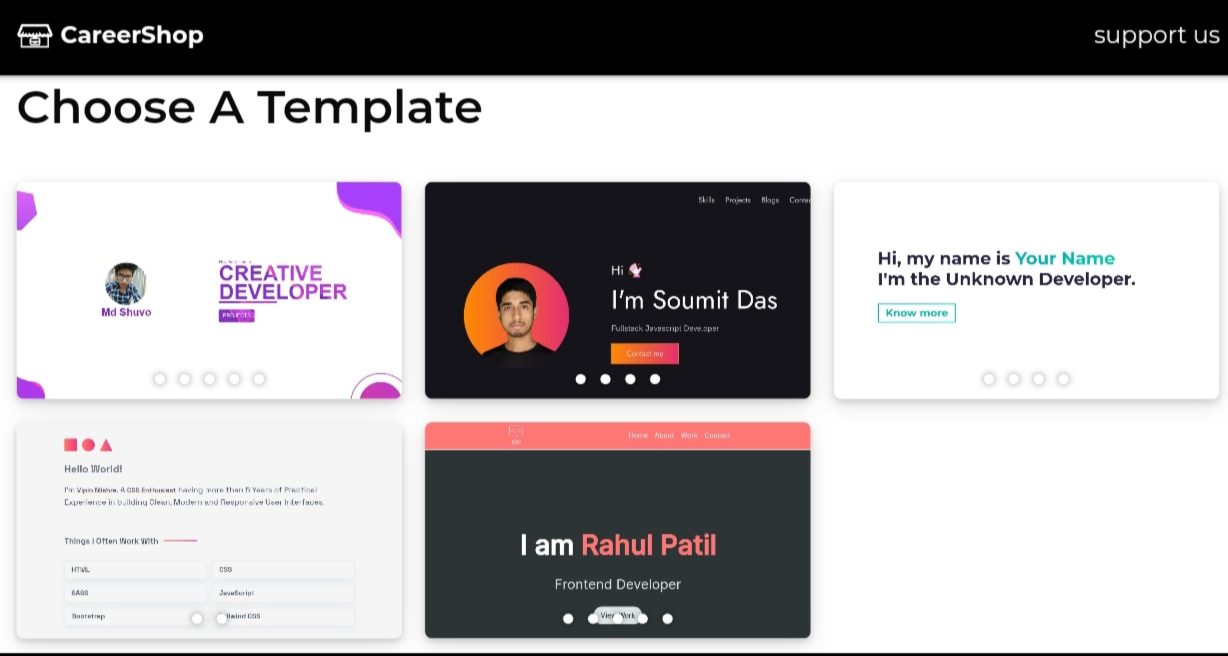 CareerShop
support us
Choose A Template
Md Shuvo
CREATIVE
DEVELOPER
PROJECTS
Skills Projects Blogs
Hi
I'm Soumit Das
Fullstack Javascript Developer
Contact me
Hi, my name is Your Name
I'm the Unknown Developer.
Know more
Hello World!
I'm Vipin Mishra. A CSS Enthusiast having more than 5 Years of Practical
Experience in building Clean, Modern and Responsive User Interfaces.
Things I Often Work With
HTML
CSS
SASS
JavaScript
Bootstrap
CSS
Home About Work Contact
I am Rahul Patil
Frontend Developer
View Work